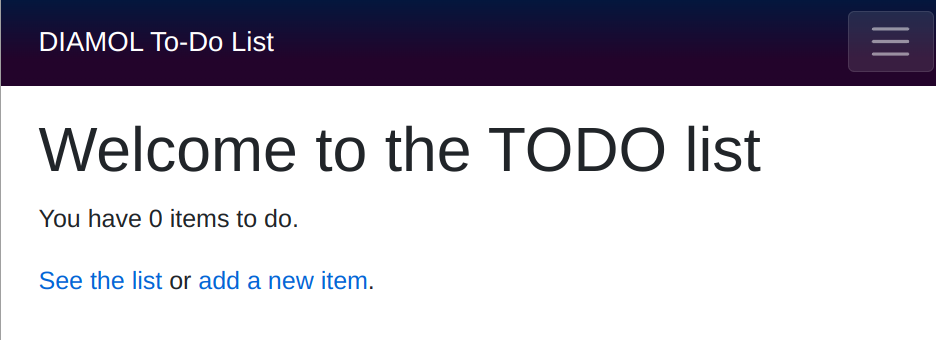 DIAMOL To-Do List
Welcome to the TODO list
You have 0 items to do.
See the list or add a new item.